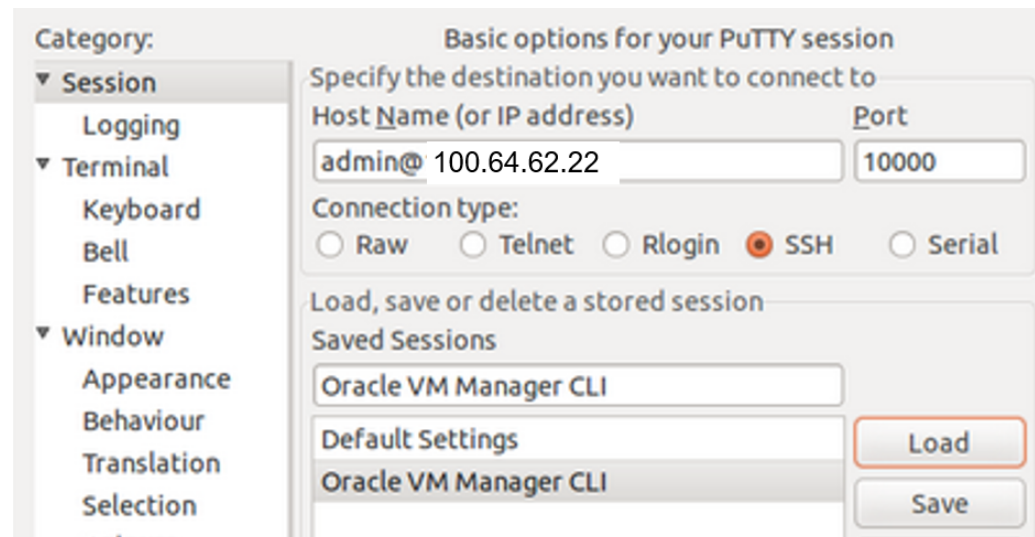 Category:
Basic options for your PuTTY session
Session
Logging
Terminal
Keyboard
Bell
Features
Window
Appearance
Behaviour
Translation
Selection
Specify the destination you want to connect to
Host Name (or IP address) Port
admin@ 100.64.62.22 10000
Connection type:
Raw Telnet Rlogin SSH Serial
Load, save or delete a stored session
Saved Sessions
Oracle VM Manager CLI
Default Settings
Oracle VM Manager CLI
Load
Save